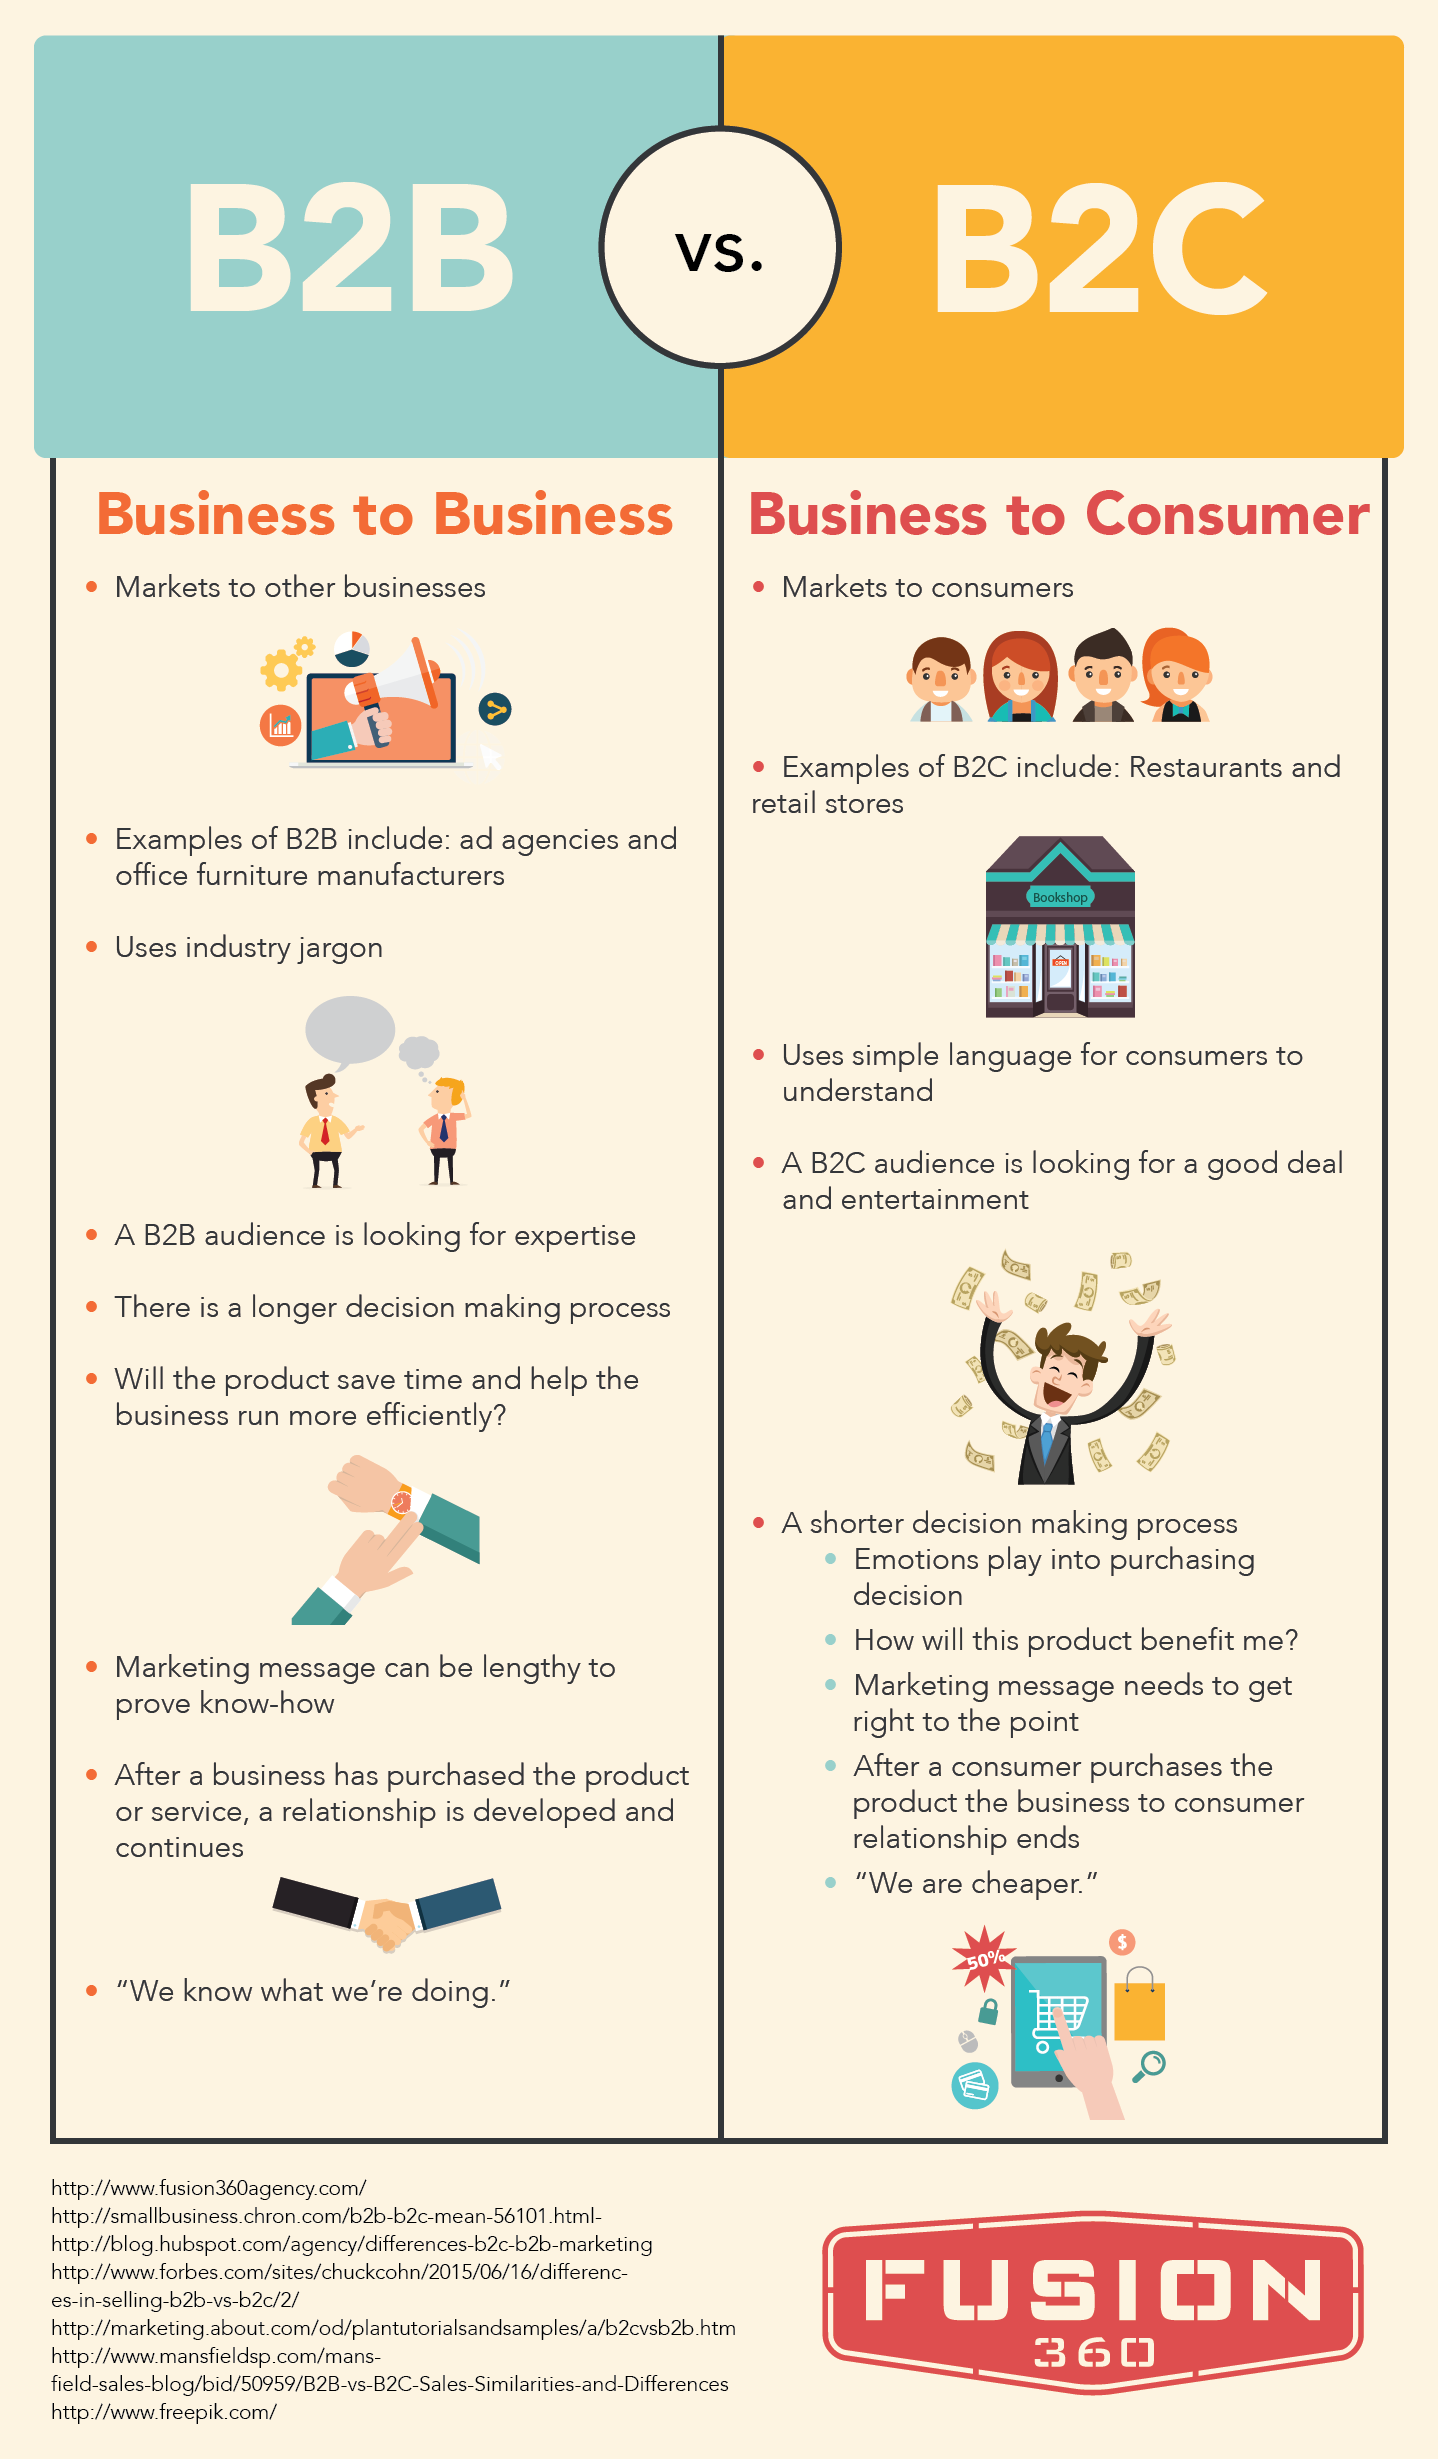 B2B
vs.
B2C
Business to Business
• Markets to other businesses
• Examples of B2B include: ad agencies and
office furniture manufacturers
• Uses industry jargon
• A B2B audience is looking for expertise
• There is a longer decision making process
• Will the product save time and help the
business run more efficiently?
• Marketing message can be lengthy to
prove know-how
• After a business has purchased the product
or service, a relationship is developed and
continues
• “We know what we’re doing.”
Business to Consumer
• Markets to consumers
• Examples of B2C include: Restaurants and
retail stores
Bookshop
OPEN
• Uses simple language for consumers to
understand
• A B2C audience is looking for a good deal
and entertainment
• A shorter decision making process
• Emotions play into purchasing
decision
• How will this product benefit me?
• Marketing message needs to get
right to the point
• After a consumer purchases the
product the business to consumer
relationship ends
• “We are cheaper.”
50%
$
http://www.fusion360agency.com/
http://smallbusiness.chron.com/b2b-b2c-mean-56101.html-
http://blog.hubspot.com/agency/differences-b2c-b2b-marketing
http://www.forbes.com/sites/chuckcohn/2015/06/16/differenc-
es-in-selling-b2b-vs-b2c/2/
http://marketing.about.com/od/plantutorialsandsamples/a/b2cvsb2b.htm
http://www.mansfieldsp.com/mans-
field-sales-blog/bid/50959/B2B-vs-B2C-Sales-Similarities-and-Differences
http://www.freepik.com/
FUSION
360